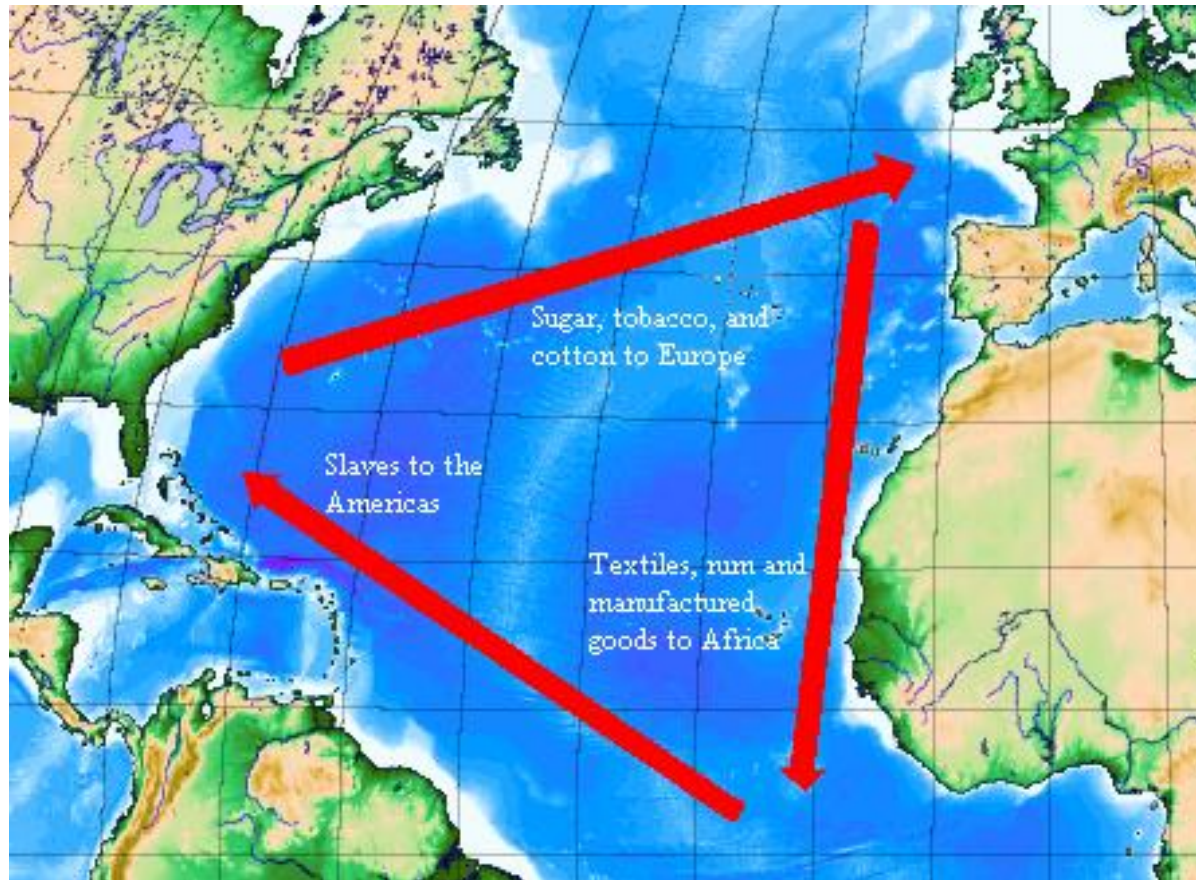 Sugar, tobacco, and
cotton to Europe
Slaves to the
Americas
Textiles, rum and
manufactured
goods to Africa